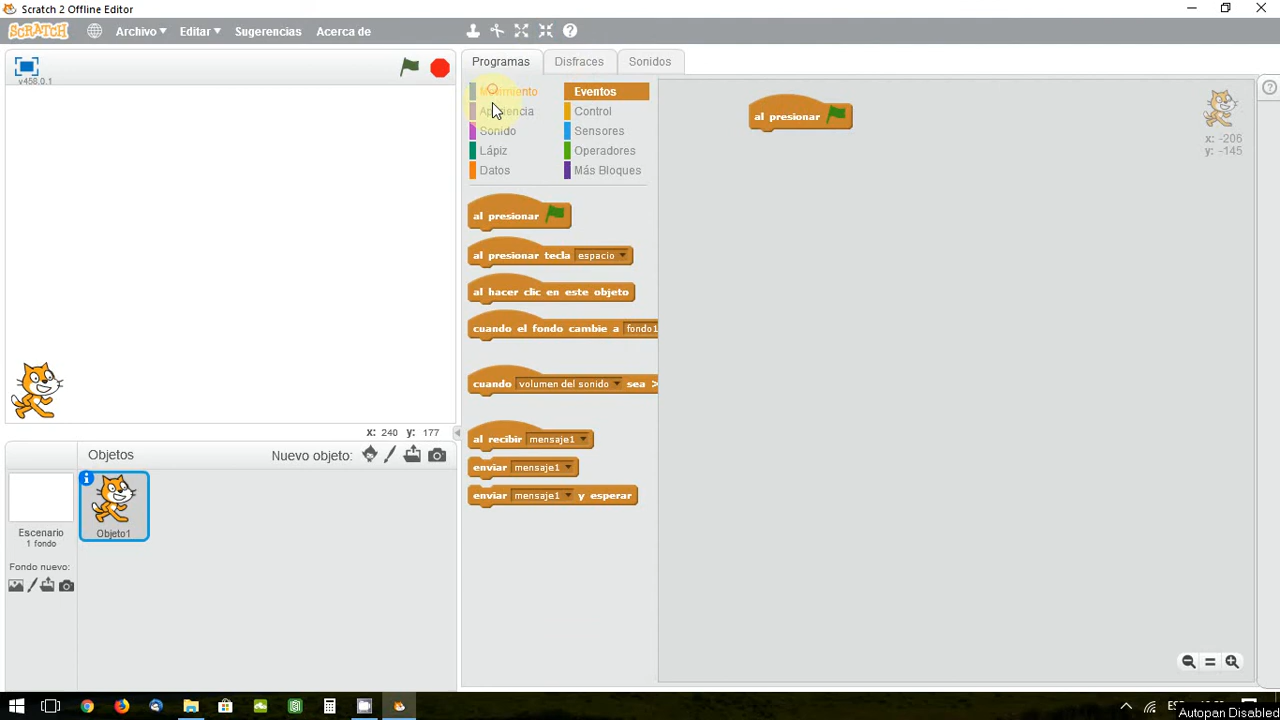 Scratch 2 Offline Editor
SCRATCH Archivo Editar Sugerencias Acerca de
v458.0.1
Programas Disfraces Sonidos
Movimiento Eventos
Apariencia Control
Sonido Sensores
Lápiz Operadores
Datos Más Bloques
al presionar
al presionar tecla espacio
al hacer clic en este objeto
cuando el fondo cambie a fondo1
cuando volumen del sonido sea >
al recibir mensaje1
enviar mensaje1
enviar mensaje1 y esperar
al presionar
x: -206
y: -145
x: 240 y: 177
Objetos Nuevo objeto:
Escenario
1 fondo
Fondo nuevo:
Objeto1
Autopan Disabled